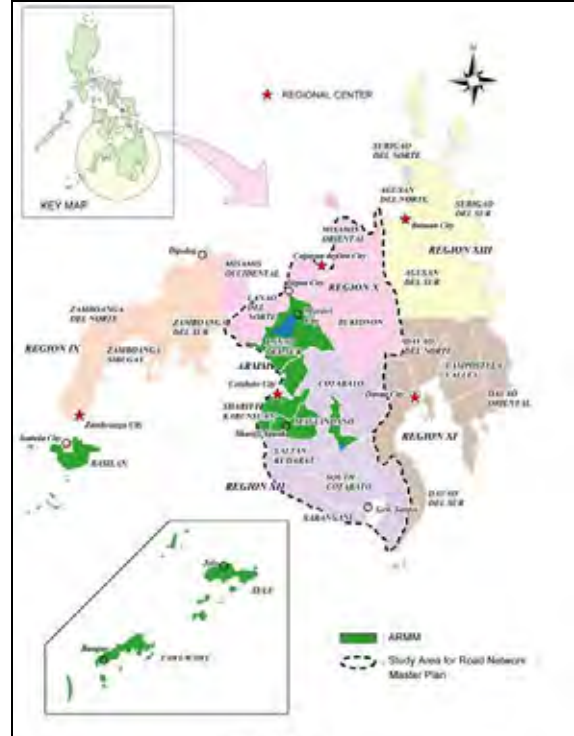 N
REGIONAL CENTER
KEY MAP
SURIGAO
DEL NORTE
AGUSAN
DEL NORTE
SURIGAO
DEL SUR
Butuan City
REGION XIII
AGUSAN
DEL SUR
MISAMIS
ORIENTAL
Cagayan de Oro City
Dipolog
MISAMIS
OCCIDENTAL
Iligan City
REGION X
LANAO
DEL
NORTE
BUKIDNON
ZAMBOANGA
DEL NORTE
ZAMBOANGA
DEL SUR
REGION IX
ZAMBOANGA
SIBUGAY
LANAO
DEL SUR
ARMM
DAVAO
DEL NORTE
COMPOSTELA
VALLEY
COTABATO
Cotabato City
Davao City
DAVAO
ORIENTAL
SHARIFF
KABUNSUAN
MAGUINDANAO
Zamboanga City
Isabela City
REGION XI
BASILAN
SULTAN
KUDARAT
REGION XII
SOUTH
COTABATO
DAVAO
DEL SUR
SARANGANI
Gen. Santos
Jolo
SULU
Bongao
TAWI-TAWI
ARMM
Study Area for Road Network
Master Plan